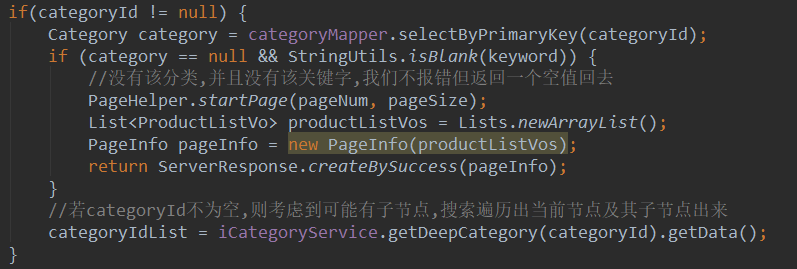 if(categoryId != null) {
    Category category = categoryMapper.selectByPrimaryKey(categoryId);
    if (category == null && StringUtils.isBlank(keyword)) {
        //没有该分类,并且没有该关键字,我们不报错但返回一个空值回去
        PageHelper.startPage(pageNum, pageSize);
        List<ProductListVo> productListVos = Lists.newArrayList();
        PageInfo pageInfo = new PageInfo(productListVos);
        return ServerResponse.createBySuccess(pageInfo);
    }
    //若categoryId不为空,则考虑到可能有子节点,搜索遍历出当前节点及其子节点出来
    categoryIdList = iCategoryService.getDeepCategory(categoryId).getData();
}